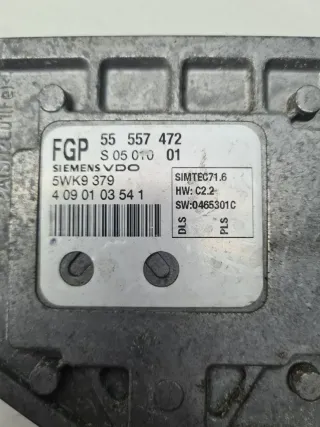 FGP 55 557 472
S 05 010 01
SIEMENS VDO
5WK9 379
4 09 01 03 54 1
SIMTEC71.6
HW: C2.2
SW:0465301C
DLS PLS